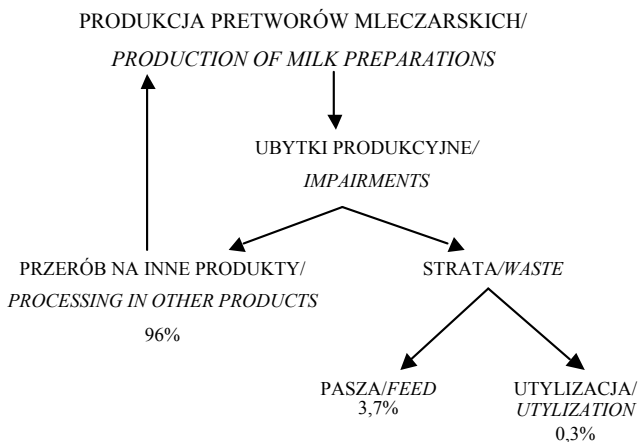 PRODUKCJA PRETWORÓW MLECZARSKICH/
PRODUCTION OF MILK PREPARATIONS
UBYTKI PRODUKCYJNE/
IMPAIRMENTS
PRZERÓB NA INNE PRODUKTY/
PROCESSING IN OTHER PRODUCTS
96%
STRATA/WASTE
PASZA/FEED
3,7%
UTYLIZACJA/
UTYLIZATION
0,3%